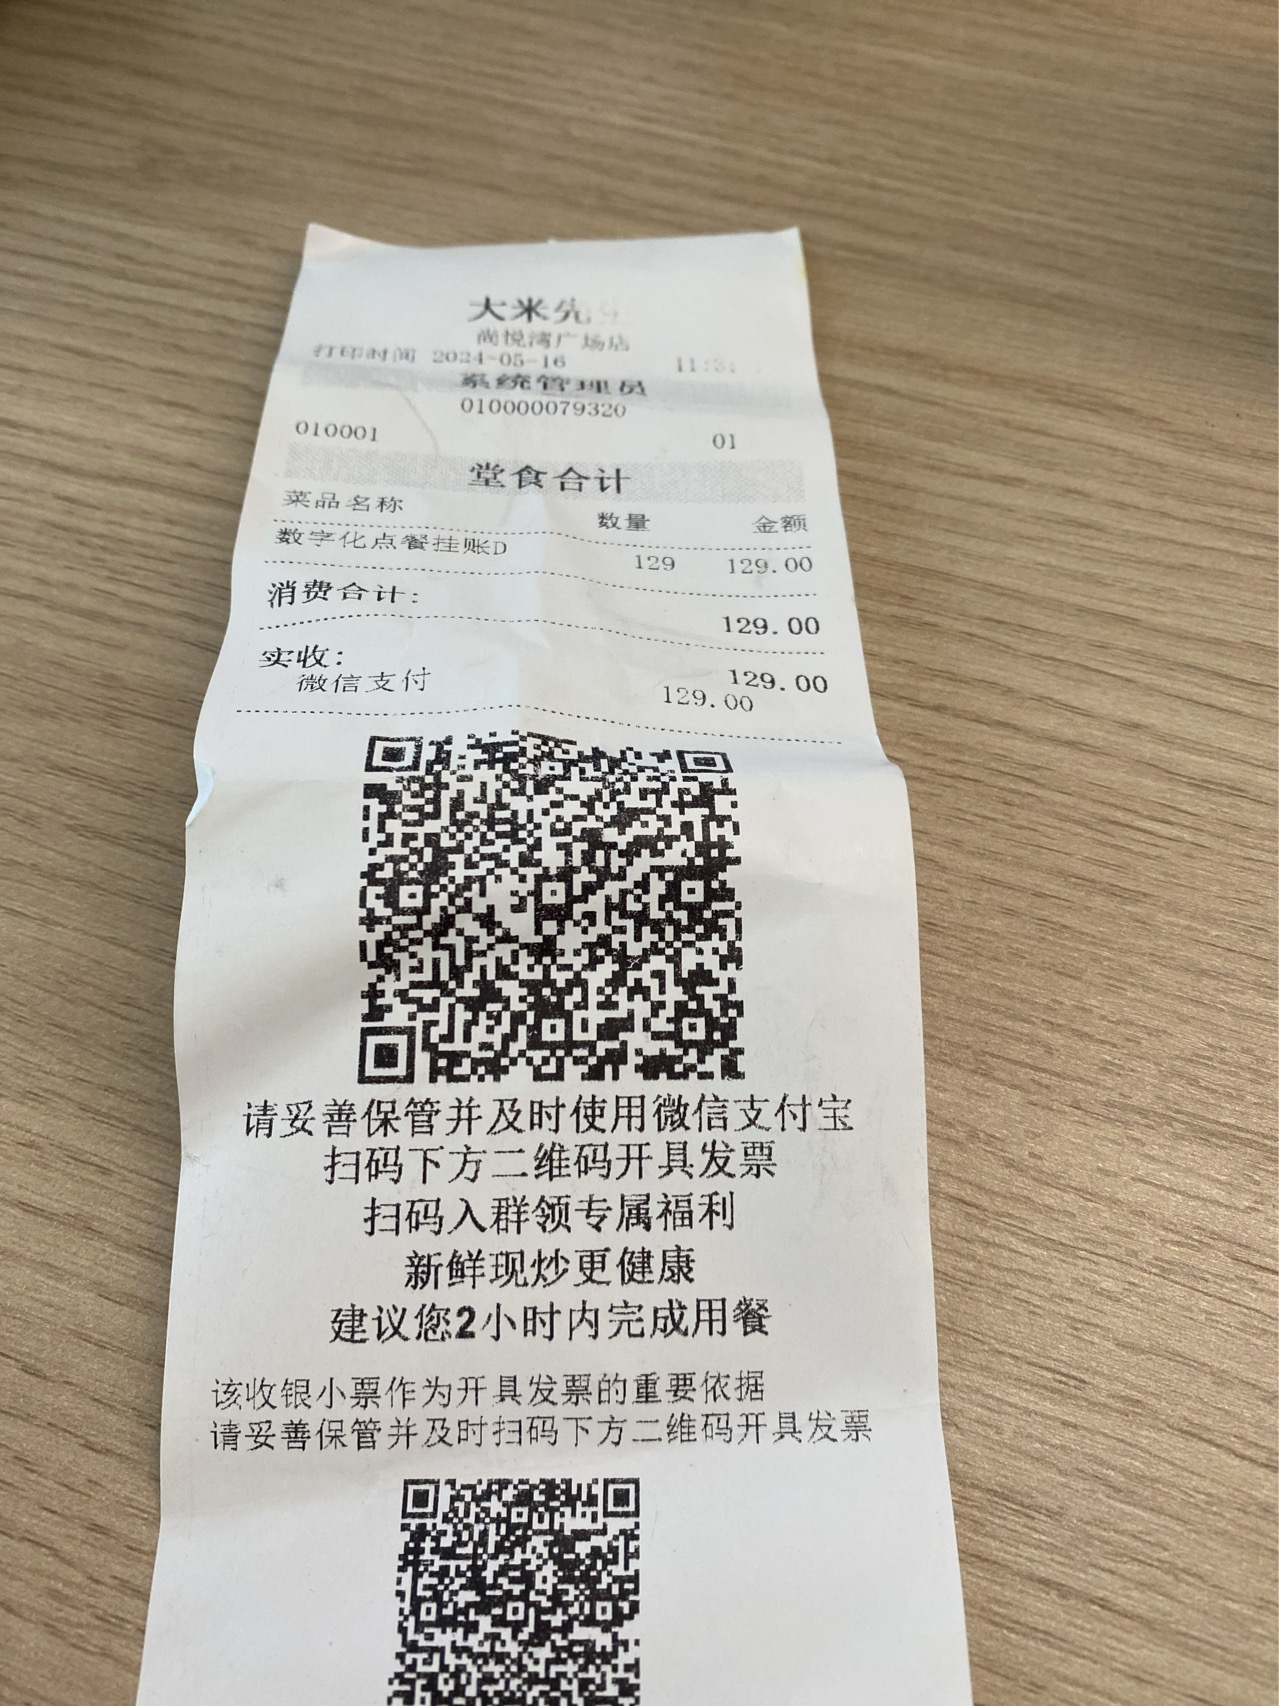 大米先
尚悦湾广场店
打印时间 2024-05-16 11:31
系统管理员
010000079320
010001 01
堂食合计
菜品名称 数量 金额
数字化点餐挂账D 129 129.00
消费合计: 129.00
实收: 129.00
微信支付 129.00
请妥善保管并及时使用微信支付宝
扫码下方二维码开具发票
扫码入群领专属福利
新鲜现炒更健康
建议您2小时内完成用餐
该收银小票作为开具发票的重要依据
请妥善保管并及时扫码下方二维码开具发票